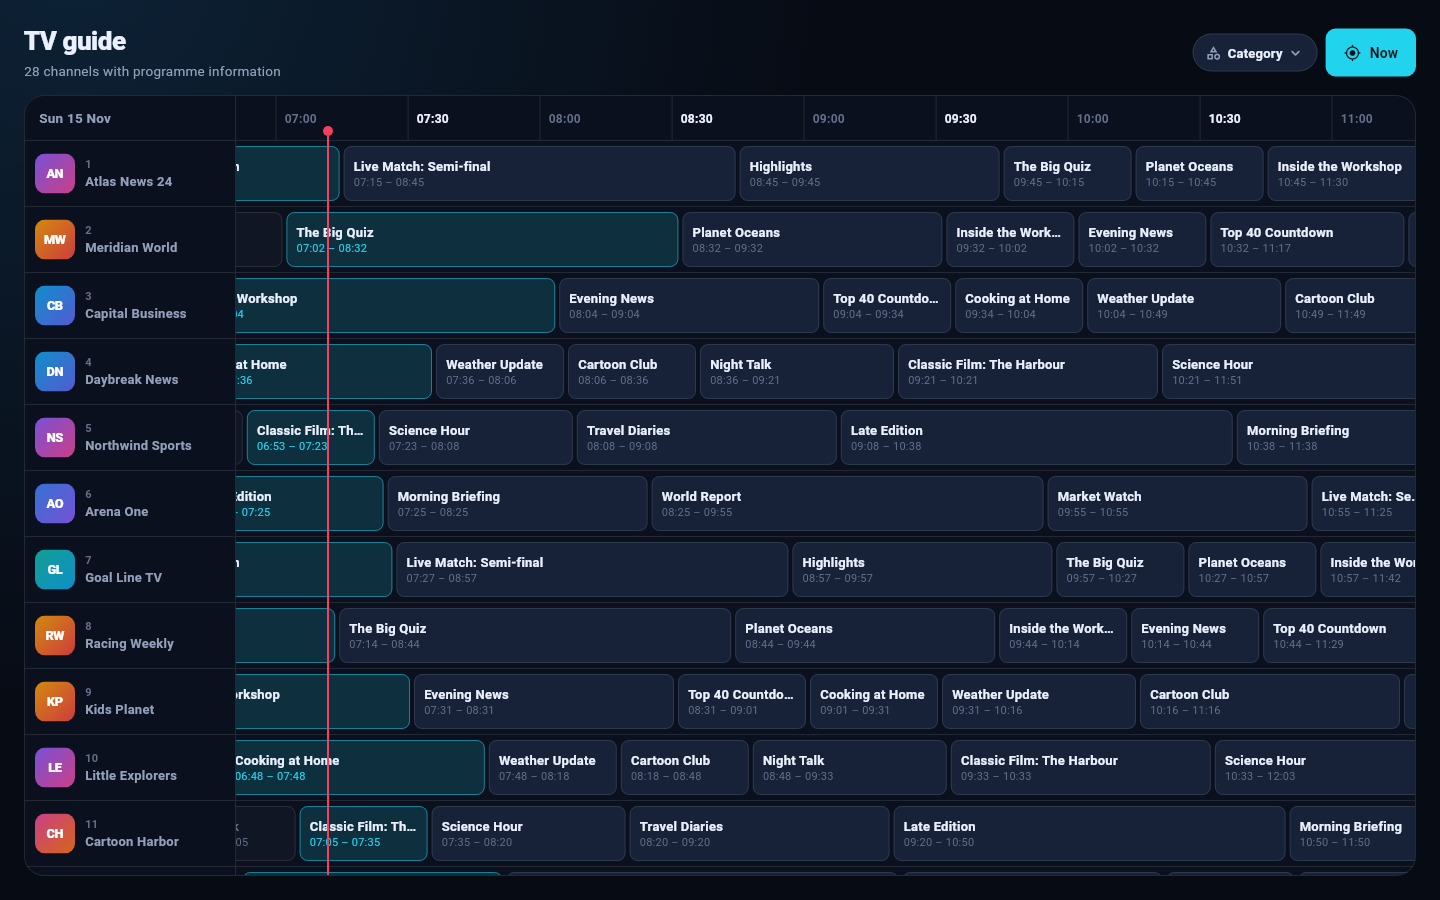 TV guide
28 channels with programme information
Category
Now
Sun 15 Nov
07:00 07:30 08:00 08:30 09:00 09:30 10:00 10:30 11:00
AN
1
Atlas News 24
Live Match: Semi-final
07:15 – 08:45
Highlights
08:45 – 09:45
The Big Quiz
09:45 – 10:15
Planet Oceans
10:15 – 10:45
Inside the Workshop
10:45 – 11:30
MW
2
Meridian World
The Big Quiz
07:02 – 08:32
Planet Oceans
08:32 – 09:32
Inside the Work…
09:32 – 10:02
Evening News
10:02 – 10:32
Top 40 Countdown
10:32 – 11:17
CB
3
Capital Business
Workshop
Evening News
08:04 – 09:04
Top 40 Countdo…
09:04 – 09:34
Cooking at Home
09:34 – 10:04
Weather Update
10:04 – 10:49
Cartoon Club
10:49 – 11:49
DN
4
Daybreak News
at Home
:36
Weather Update
07:36 – 08:06
Cartoon Club
08:06 – 08:36
Night Talk
08:36 – 09:21
Classic Film: The Harbour
09:21 – 10:21
Science Hour
10:21 – 11:51
NS
5
Northwind Sports
Classic Film: Th…
06:53 – 07:23
Science Hour
07:23 – 08:08
Travel Diaries
08:08 – 09:08
Late Edition
09:08 – 10:38
Morning Briefing
10:38 – 11:38
AO
6
Arena One
Edition
– 07:25
Morning Briefing
07:25 – 08:25
World Report
08:25 – 09:55
Market Watch
09:55 – 10:55
Live Match: Se…
10:55 – 11:25
GL
7
Goal Line TV
Live Match: Semi-final
07:27 – 08:57
Highlights
08:57 – 09:57
The Big Quiz
09:57 – 10:27
Planet Oceans
10:27 – 10:57
Inside the Wor
10:57 – 11:42
RW
8
Racing Weekly
The Big Quiz
07:14 – 08:44
Planet Oceans
08:44 – 09:44
Inside the Work…
09:44 – 10:14
Evening News
10:14 – 10:44
Top 40 Countdown
10:44 – 11:29
KP
9
Kids Planet
rkshop
Evening News
07:31 – 08:31
Top 40 Countdo…
08:31 – 09:01
Cooking at Home
09:01 – 09:31
Weather Update
09:31 – 10:16
Cartoon Club
10:16 – 11:16
LE
10
Little Explorers
Cooking at Home
06:48 – 07:48
Weather Update
07:48 – 08:18
Cartoon Club
08:18 – 08:48
Night Talk
08:48 – 09:33
Classic Film: The Harbour
09:33 – 10:33
Science Hour
10:33 – 12:03
CH
11
Cartoon Harbor
05
Classic Film: Th…
07:05 – 07:35
Science Hour
07:35 – 08:20
Travel Diaries
08:20 – 09:20
Late Edition
09:20 – 10:50
Morning Briefing
10:50 – 11:50